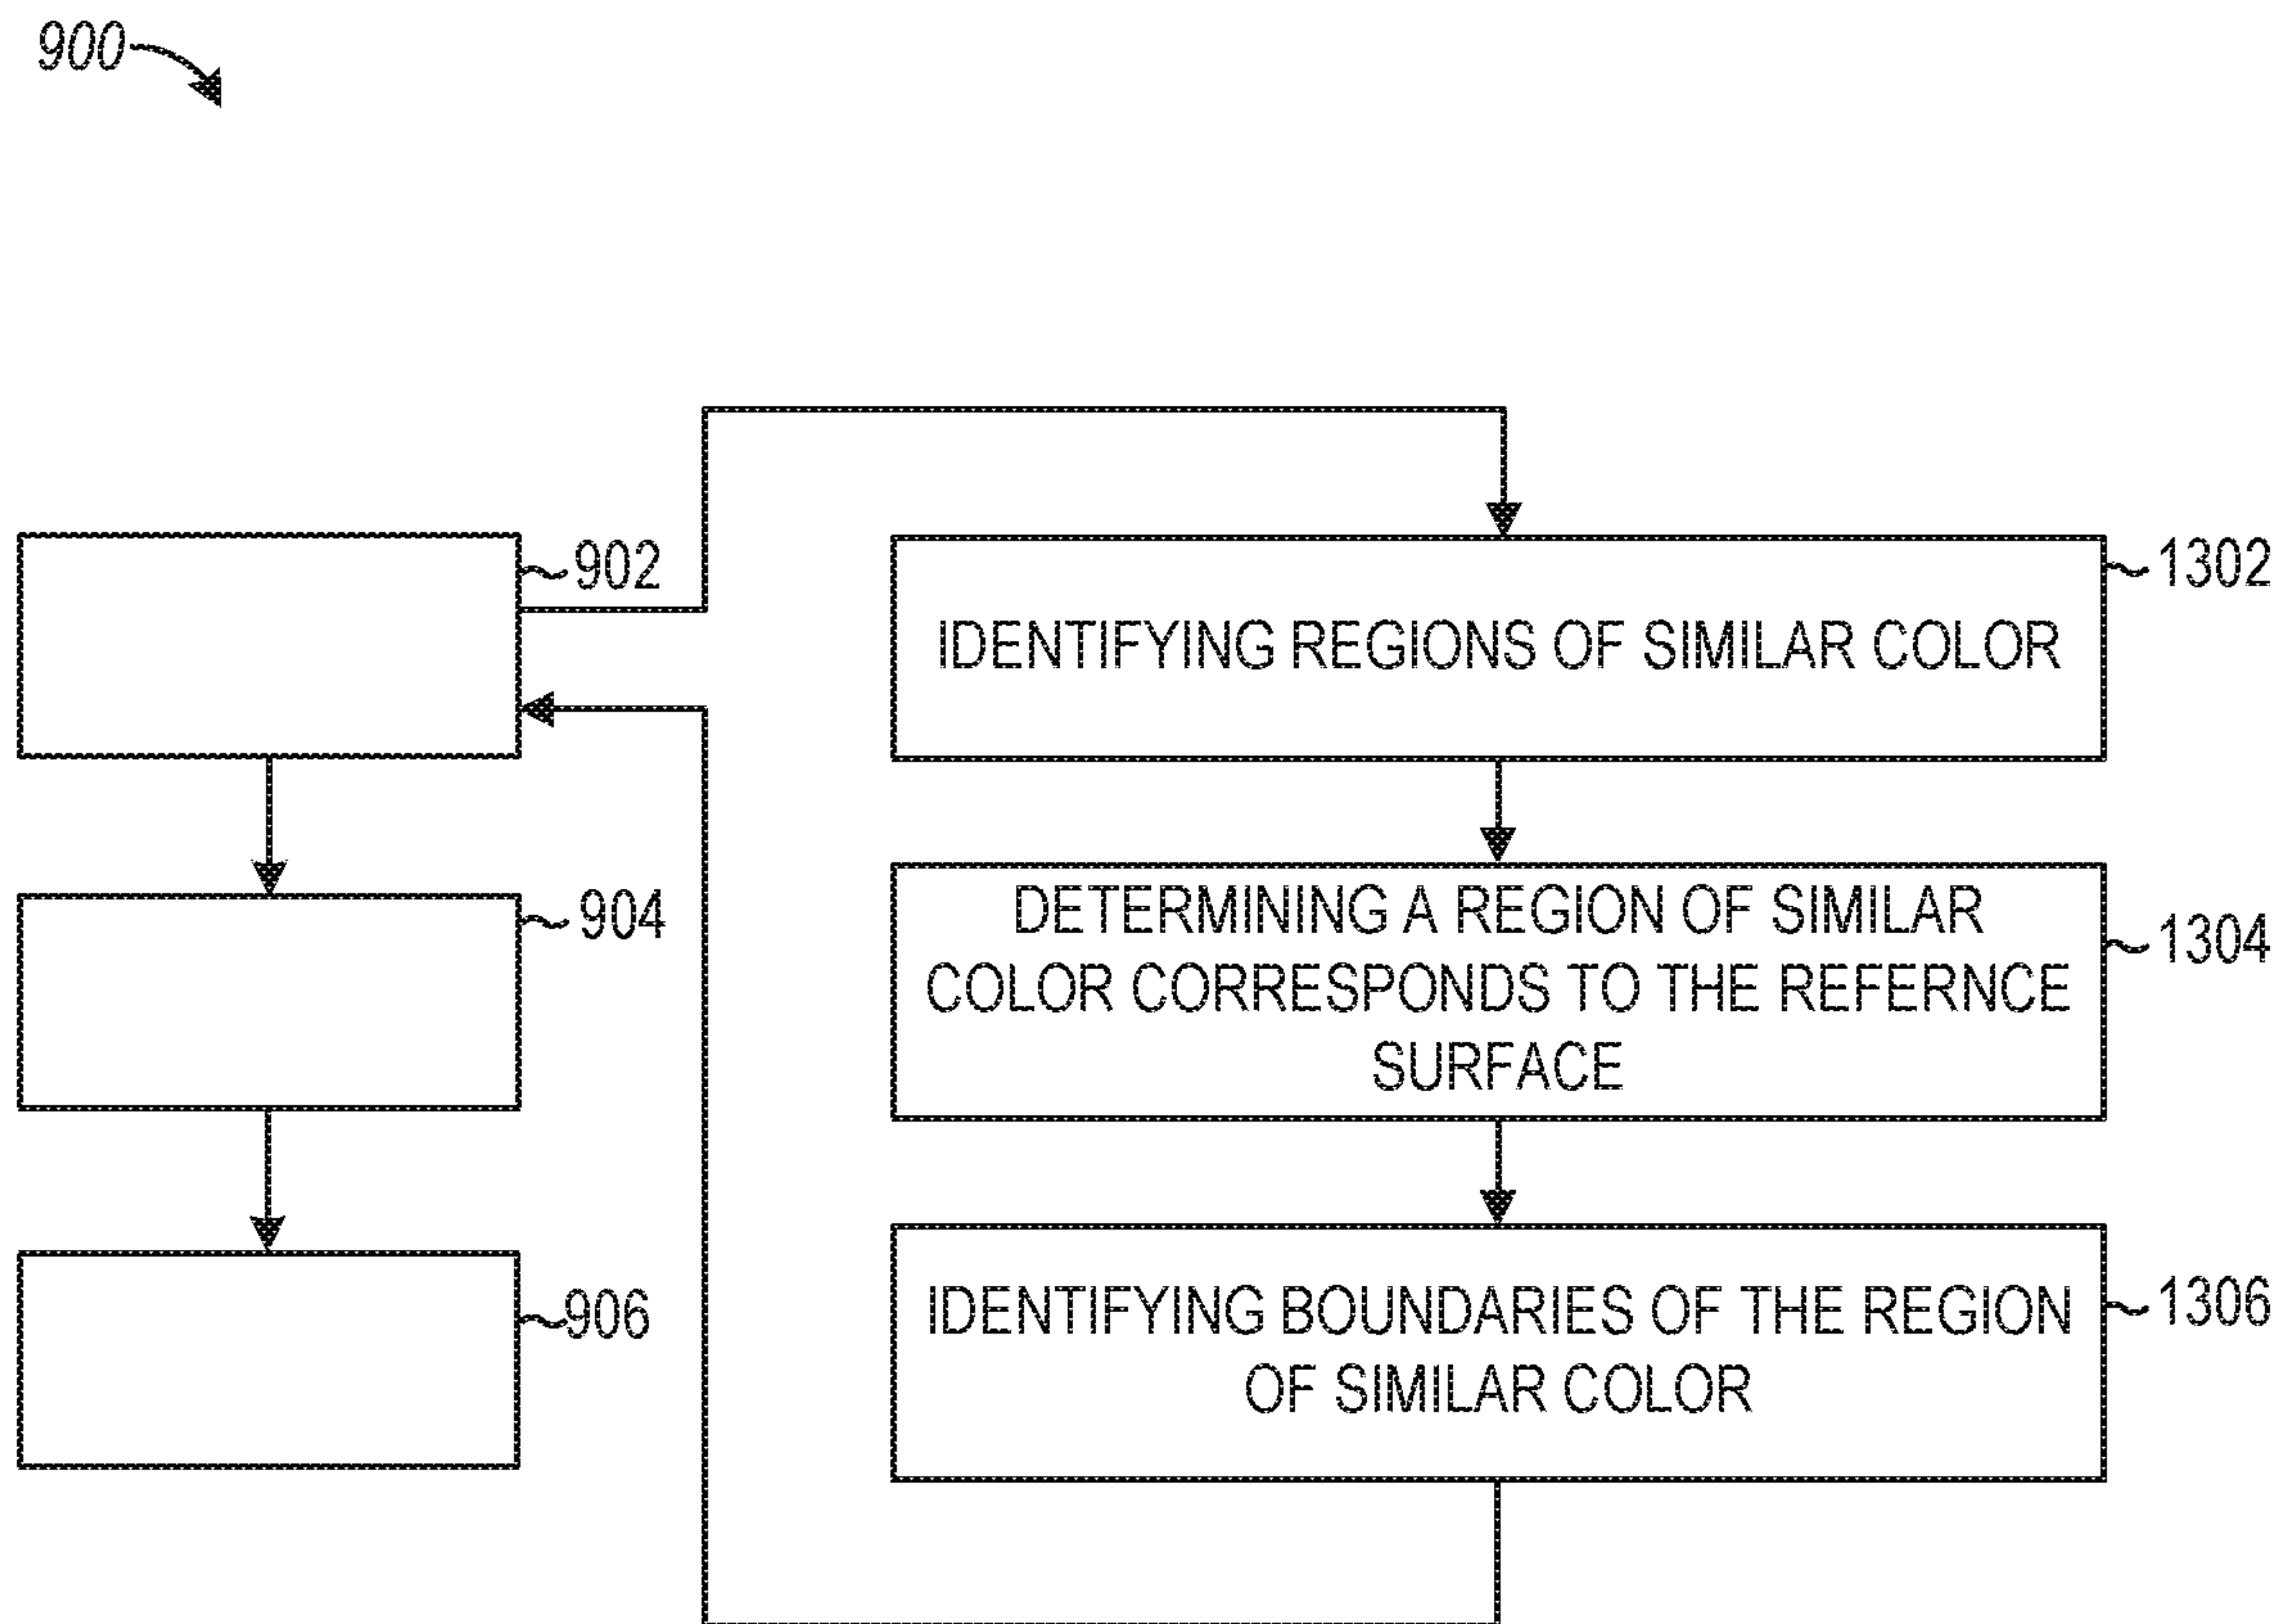 900
902
1302
IDENTIFYING REGIONS OF SIMILAR COLOR
904
1304
DETERMINING A REGION OF SIMILAR
COLOR CORRESPONDS TO THE REFERNCE
SURFACE
906
1306
IDENTIFYING BOUNDARIES OF THE REGION
OF SIMILAR COLOR